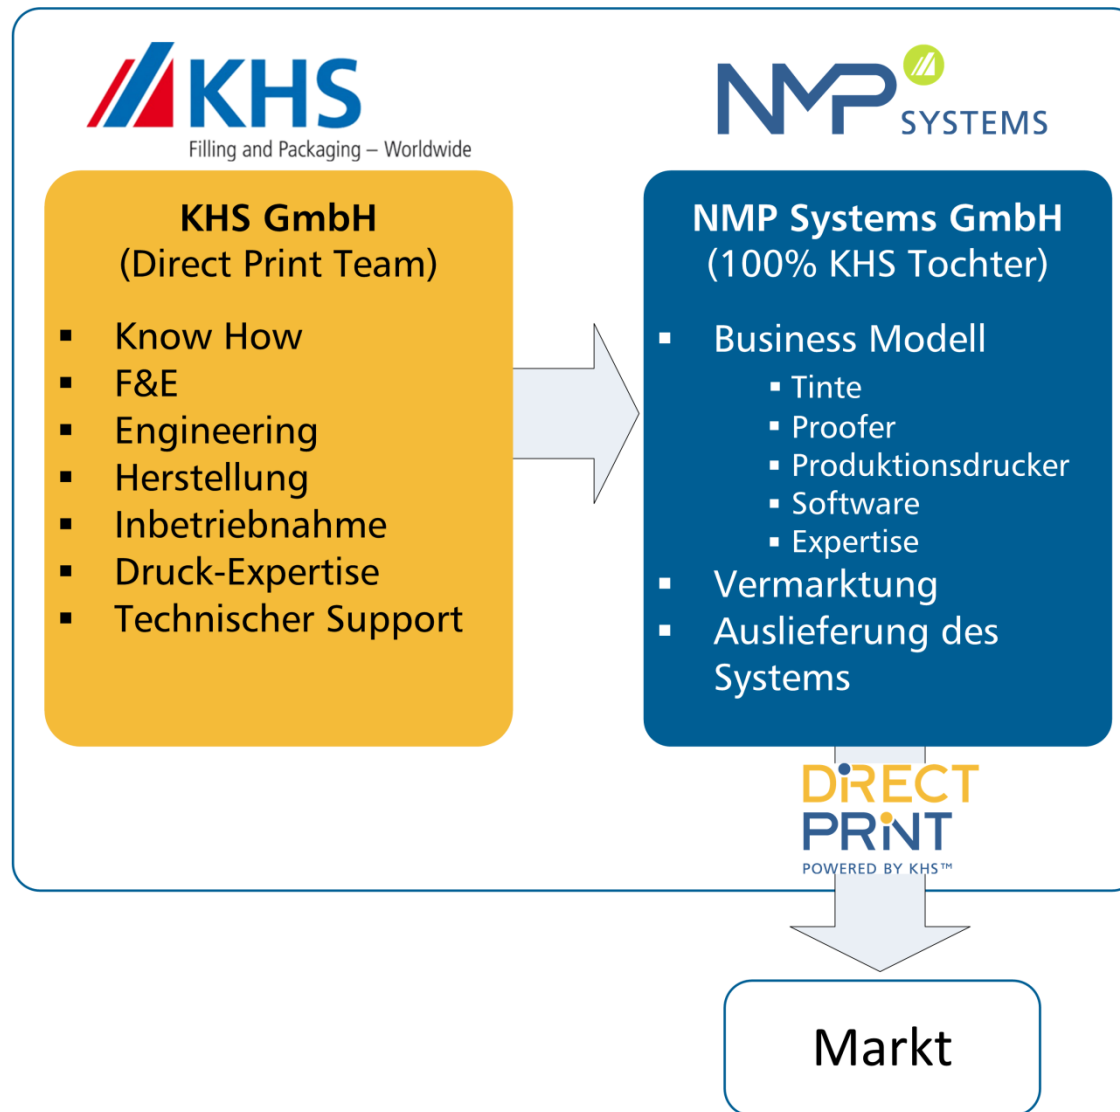 KHS
Filling and Packaging – Worldwide
NMP
SYSTEMS
KHS GmbH
(Direct Print Team)
▪ Know How
▪ F&E
▪ Engineering
▪ Herstellung
▪ Inbetriebnahme
▪ Druck-Expertise
▪ Technischer Support
NMP Systems GmbH
(100% KHS Tochter)
▪ Business Modell
▪ Tinte
▪ Proofer
▪ Produktionsdrucker
▪ Software
▪ Expertise
▪ Vermarktung
▪ Auslieferung des
Systems
DiRECT
PRiNT
POWERED BY KHS™
Markt